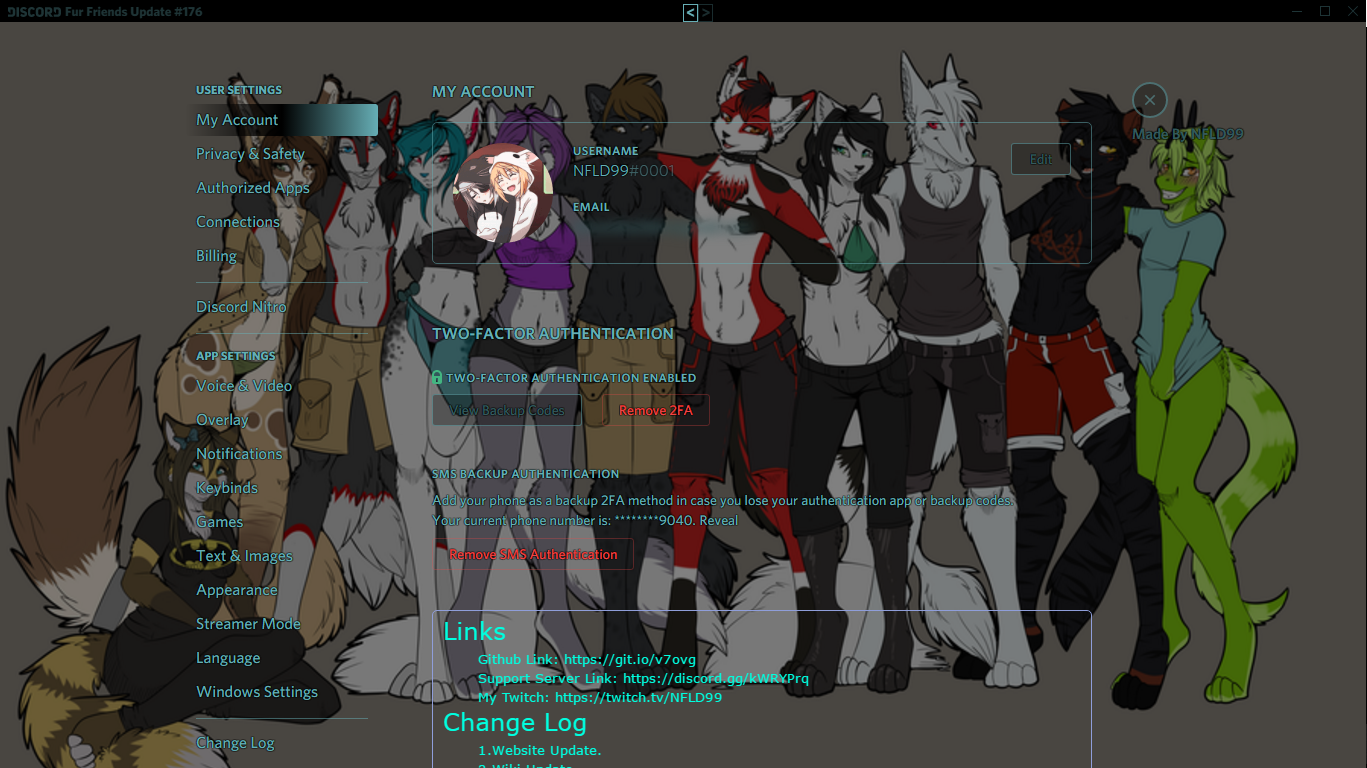 DISCORD Fur Friends Update #176
< >
USER SETTINGS
My Account
Privacy & Safety
Authorized Apps
Connections
Billing
Discord Nitro
APP SETTINGS
Voice & Video
Overlay
Notifications
Keybinds
Games
Text & Images
Appearance
Streamer Mode
Language
Windows Settings
Change Log
MY ACCOUNT
Made By NFLD99
USERNAME
NFLD99#0001
Edit
EMAIL
TWO-FACTOR AUTHENTICATION
TWO-FACTOR AUTHENTICATION ENABLED
View Backup Codes
Remove 2FA
SMS BACKUP AUTHENTICATION
Add your phone as a backup 2FA method in case you lose your authentication app or backup codes.
Your current phone number is: ********9040. Reveal
Remove SMS Authentication
Links
Github Link: https://git.io/v7ovg
Support Server Link: https://discord.gg/kWRYPrq
My Twitch: https://twitch.tv/NFLD99
Change Log
1.Website Update.
2.Wiki Update